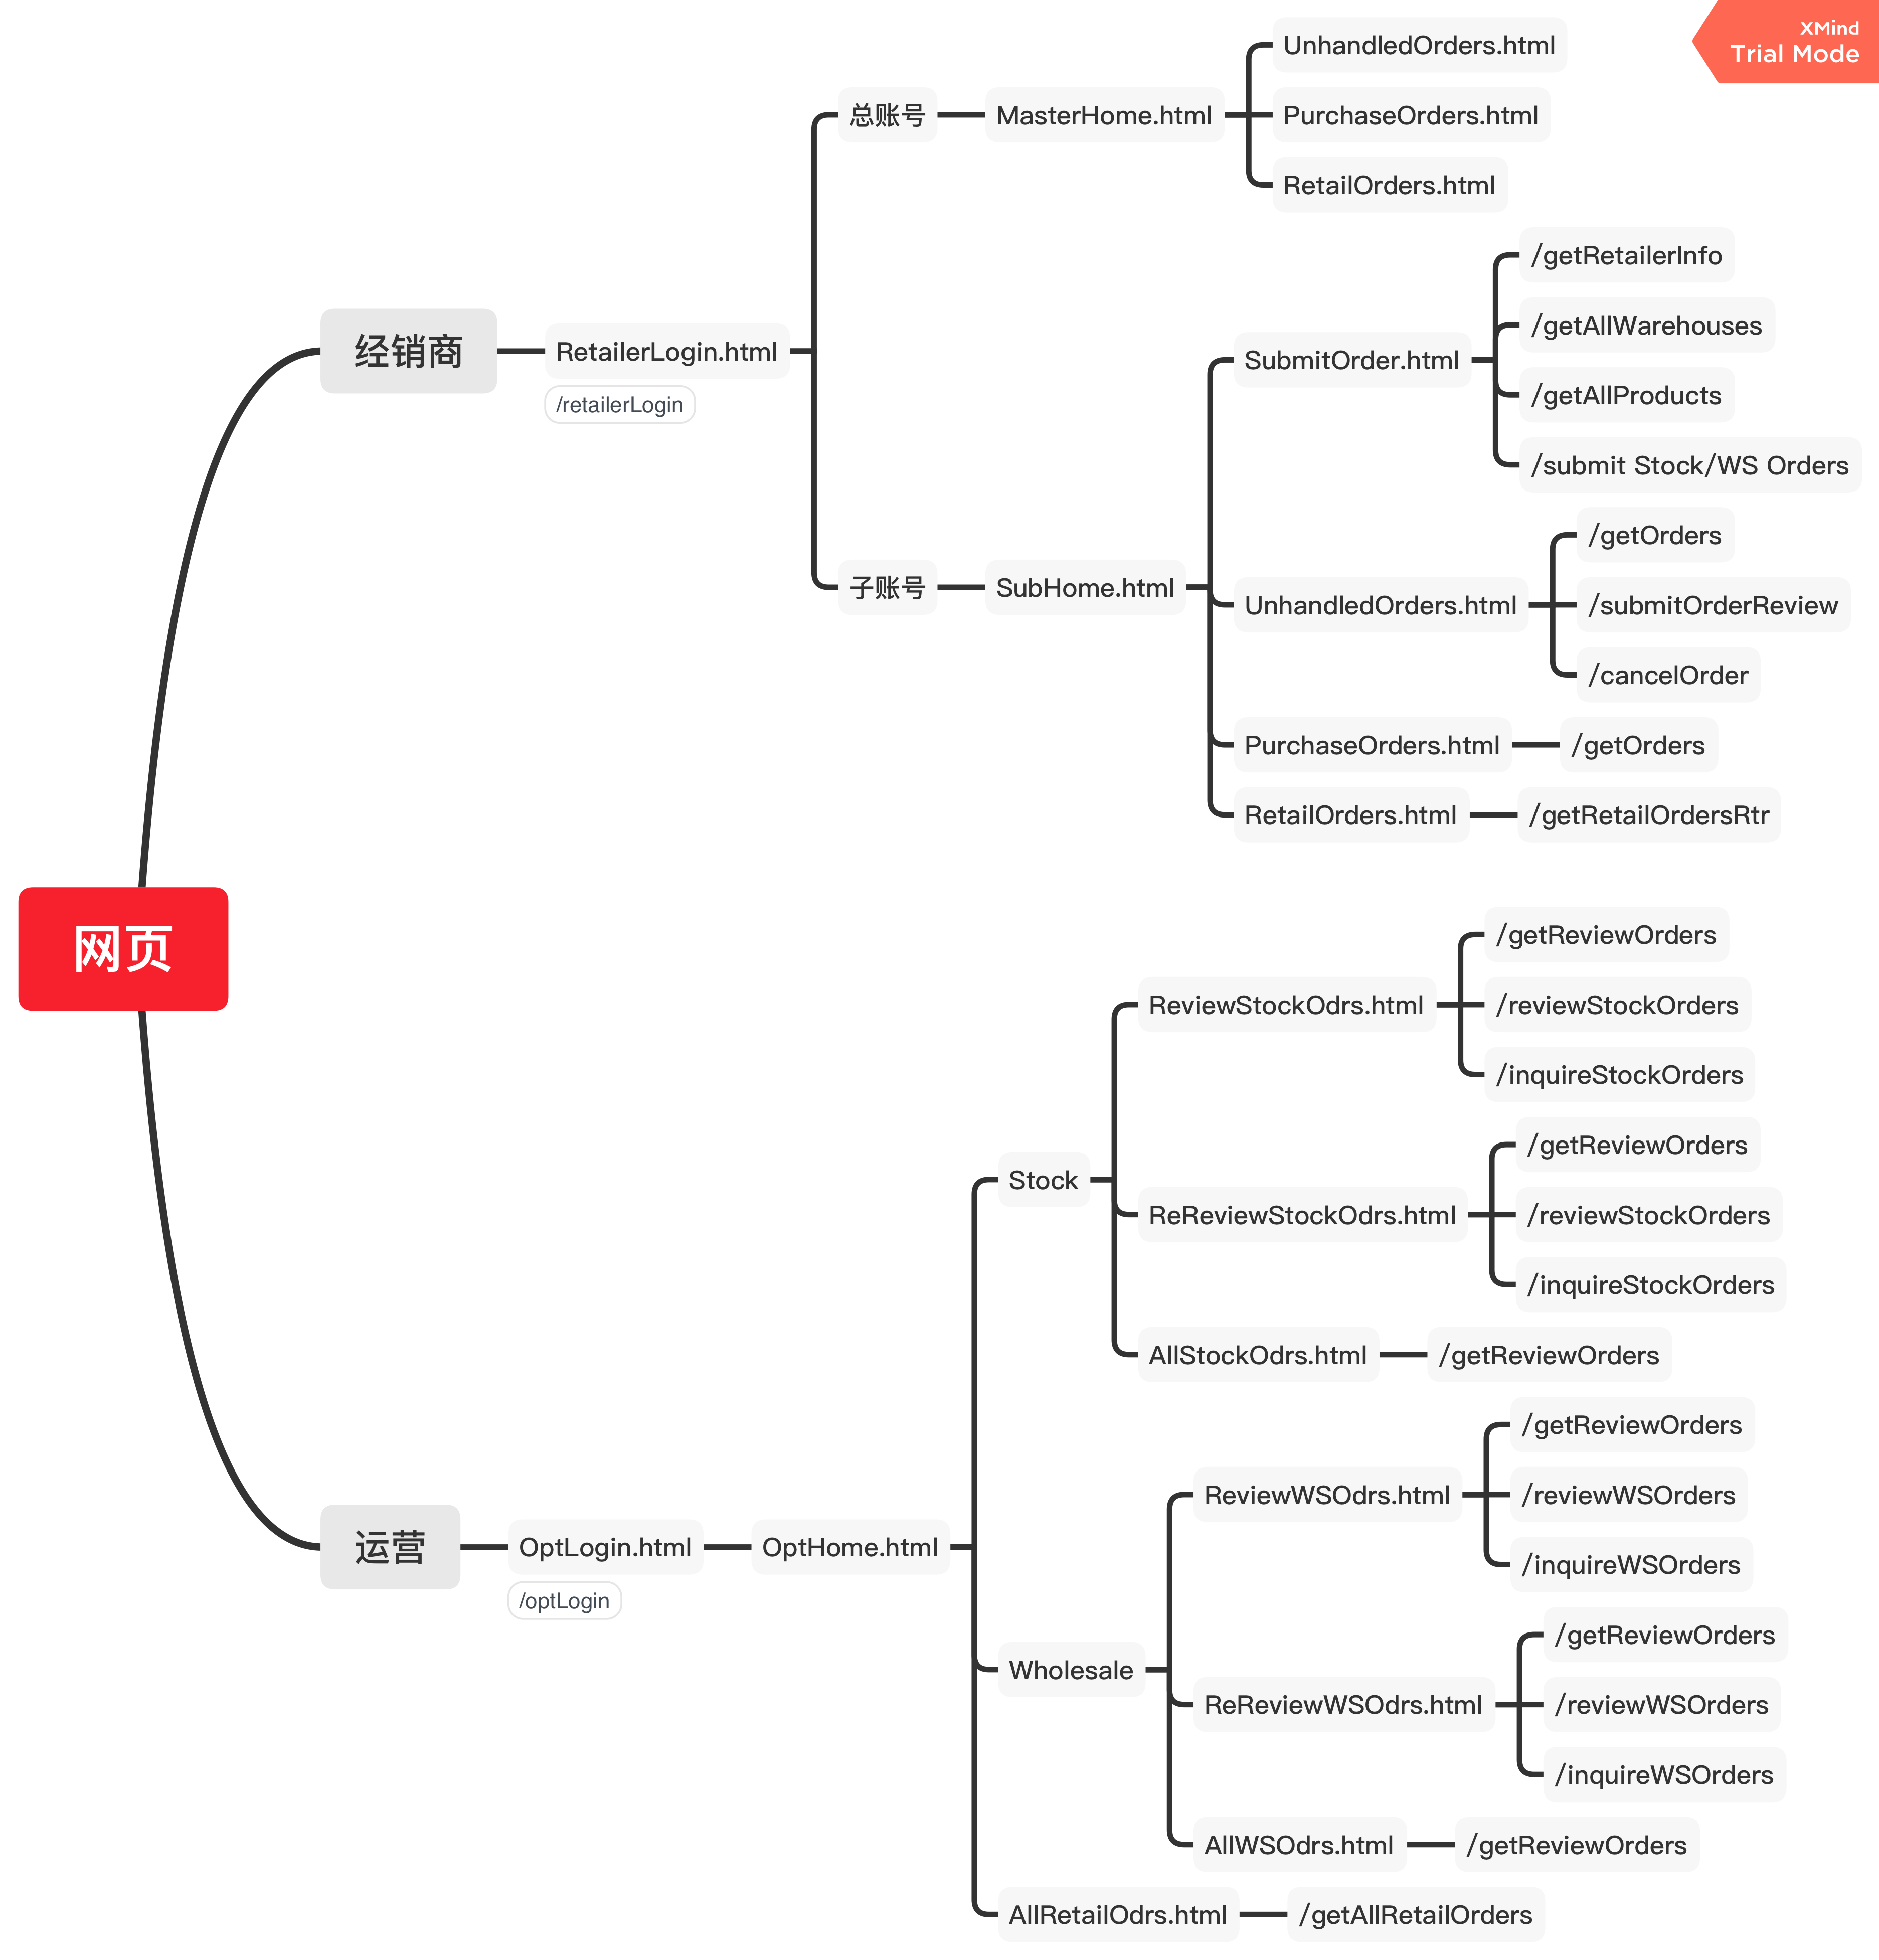 XMind
Trial Mode
网页
经销商
RetailerLogin.html
/retailerLogin
总账号
MasterHome.html
UnhandledOrders.html
PurchaseOrders.html
RetailOrders.html
子账号
SubHome.html
SubmitOrder.html
/getRetailerInfo
/getAllWarehouses
/getAllProducts
/submit Stock/WS Orders
UnhandledOrders.html
/getOrders
/submitOrderReview
/cancelOrder
PurchaseOrders.html
/getOrders
RetailOrders.html
/getRetailOrdersRtr
运营
OptLogin.html
/optLogin
OptHome.html
Stock
ReviewStockOdrs.html
/getReviewOrders
/reviewStockOrders
/inquireStockOrders
ReReviewStockOdrs.html
/getReviewOrders
/reviewStockOrders
/inquireStockOrders
AllStockOdrs.html
/getReviewOrders
Wholesale
ReviewWSOdrs.html
/getReviewOrders
/reviewWSOrders
/inquireWSOrders
ReReviewWSOdrs.html
/getReviewOrders
/reviewWSOrders
/inquireWSOrders
AllWSOdrs.html
/getReviewOrders
AllRetailOdrs.html
/getAllRetailOrders